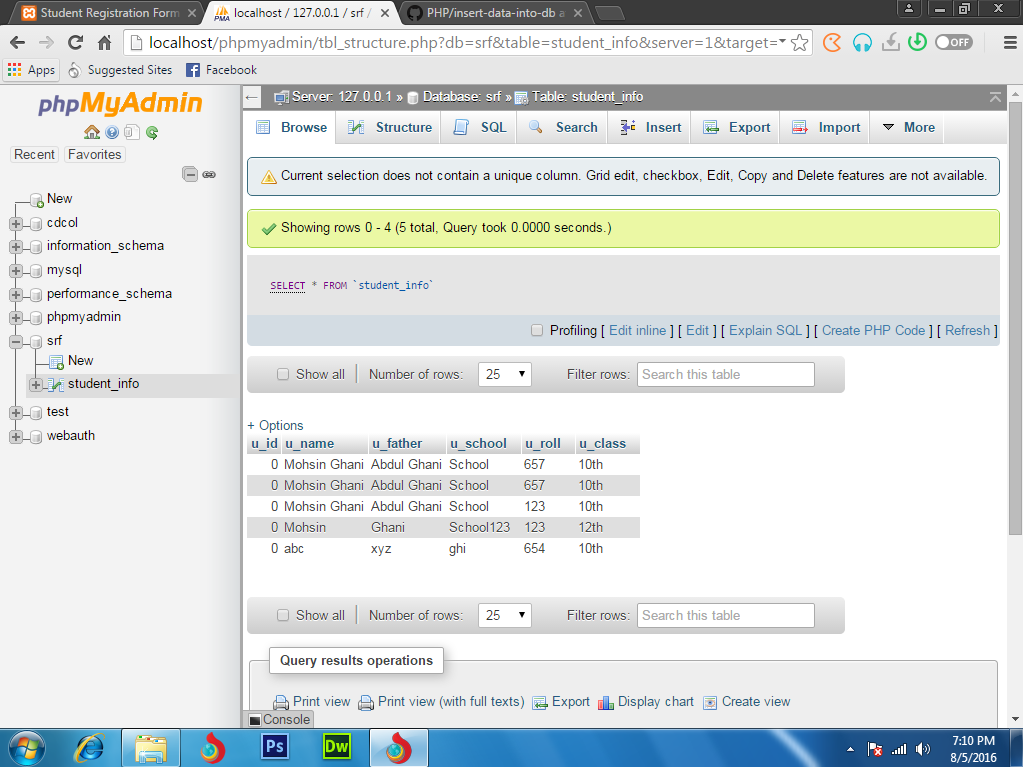 Student Registration Form
localhost / 127.0.0.1 / srf /
PHP/insert-data-into-db a
localhost/phpmyadmin/tbl_structure.php?db=srf&table=student_info&server=1&target=
OFF
Apps
Suggested Sites
Facebook
phpMyAdmin
Recent
Favorites
New
cdcol
information_schema
mysql
performance_schema
phpmyadmin
srf
New
student_info
test
webauth
Server: 127.0.0.1 » Database: srf » Table: student_info
Browse Structure SQL Search Insert Export Import More
Current selection does not contain a unique column. Grid edit, checkbox, Edit, Copy and Delete features are not available.
Showing rows 0 - 4 (5 total, Query took 0.0000 seconds.)
SELECT * FROM `student_info`
Profiling [ Edit inline ] [ Edit ] [ Explain SQL ] [ Create PHP Code ] [ Refresh ]
Show all Number of rows: 25 Filter rows: Search this table
+ Options
u_id u_name u_father u_school u_roll u_class
0 Mohsin Ghani Abdul Ghani School 657 10th
0 Mohsin Ghani Abdul Ghani School 657 10th
0 Mohsin Ghani Abdul Ghani School 123 10th
0 Mohsin Ghani School123 123 12th
0 abc xyz ghi 654 10th
Show all Number of rows: 25 Filter rows: Search this table
Query results operations
Print view Print view (with full texts) Export Display chart Create view
Console
Ps
Dw
7:10 PM
8/5/2016